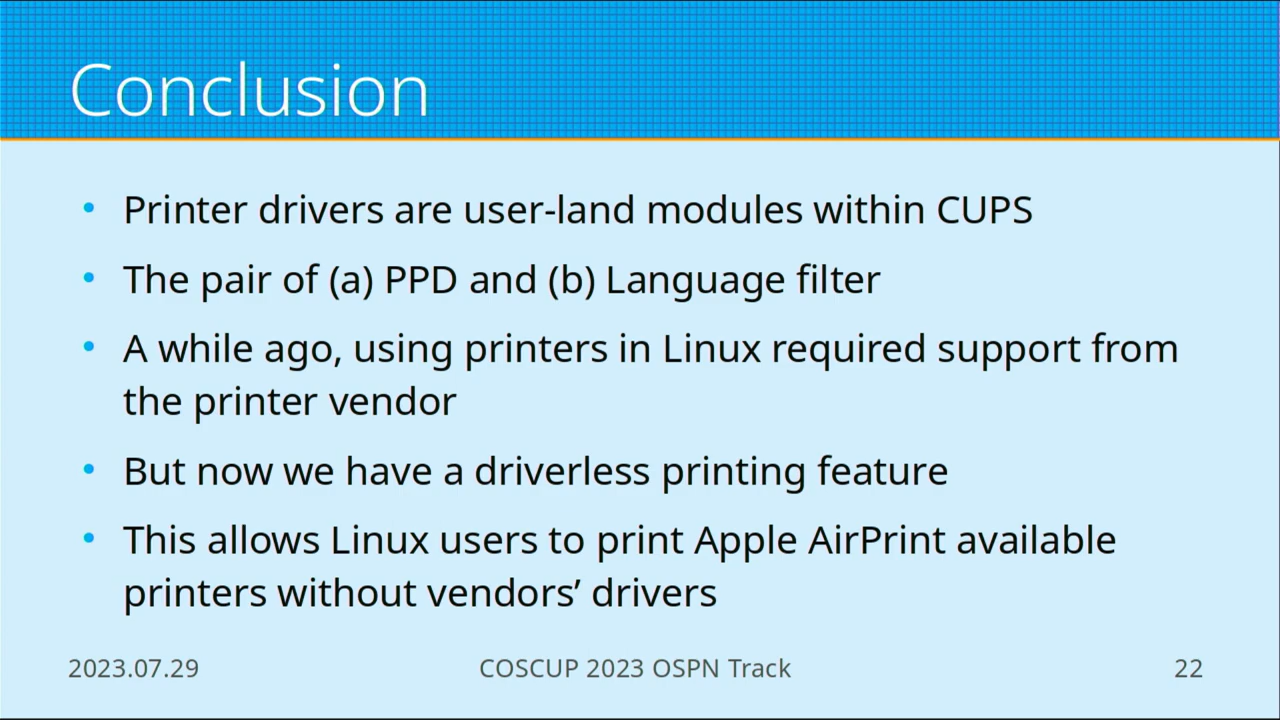 Conclusion
• Printer drivers are user-land modules within CUPS
• The pair of (a) PPD and (b) Language filter
• A while ago, using printers in Linux required support from
the printer vendor
• But now we have a driverless printing feature
• This allows Linux users to print Apple AirPrint available
printers without vendors’ drivers
2023.07.29
COSCUP 2023 OSPN Track
22